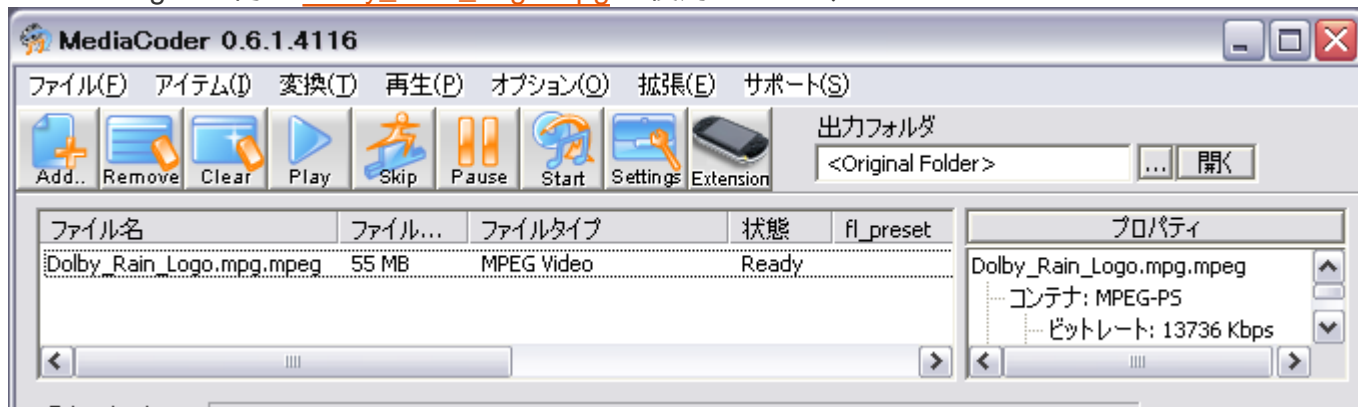 MediaCoder 0.6.1.4116
ファイル(F) アイテム(I) 変換(T) 再生(P) オプション(O) 拡張(E) サポート(S)
Add.. Remove Clear Play Skip Pause Start Settings Extension
出力フォルダ
<Original Folder> ... 開く
ファイル名 ファイル... ファイルタイプ 状態 fl_preset
Dolby_Rain_Logo.mpg.mpeg 55 MB MPEG Video Ready
プロパティ
Dolby_Rain_Logo.mpg.mpeg
コンテナ: MPEG-PS
ビットレート: 13736 Kbps